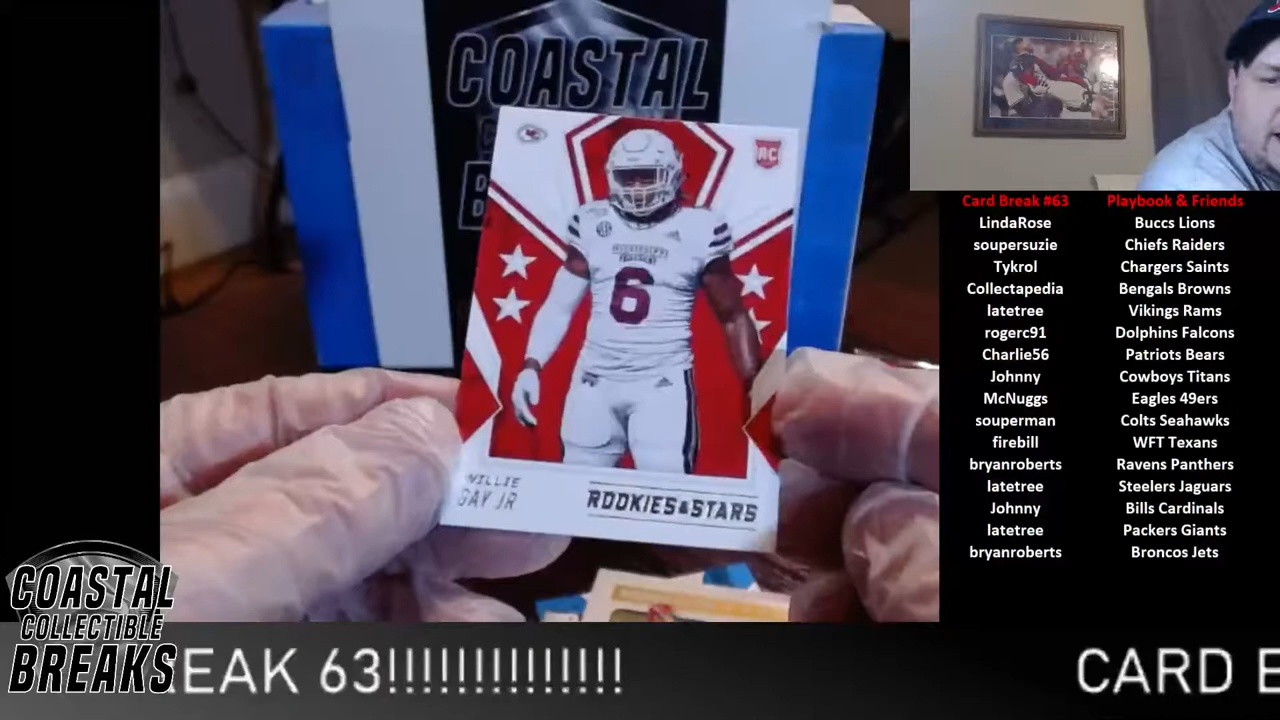 COASTAL
RC
6
WILLIE
GAY JR
ROOKIES & STARS
Card Break #63 Playbook & Friends
LindaRose Buccs Lions
soupersuzie Chiefs Raiders
Tykrol Chargers Saints
Collectapedia Bengals Browns
latetree Vikings Rams
rogerc91 Dolphins Falcons
Charlie56 Patriots Bears
Johnny Cowboys Titans
McNuggs Eagles 49ers
souperman Colts Seahawks
firebill WFT Texans
bryanroberts Ravens Panthers
latetree Steelers Jaguars
Johnny Bills Cardinals
latetree Packers Giants
bryanroberts Broncos Jets
COASTAL
COLLECTIBLE
BREAKS
EAK 63!!!!!!!!!!!!!!! CARD